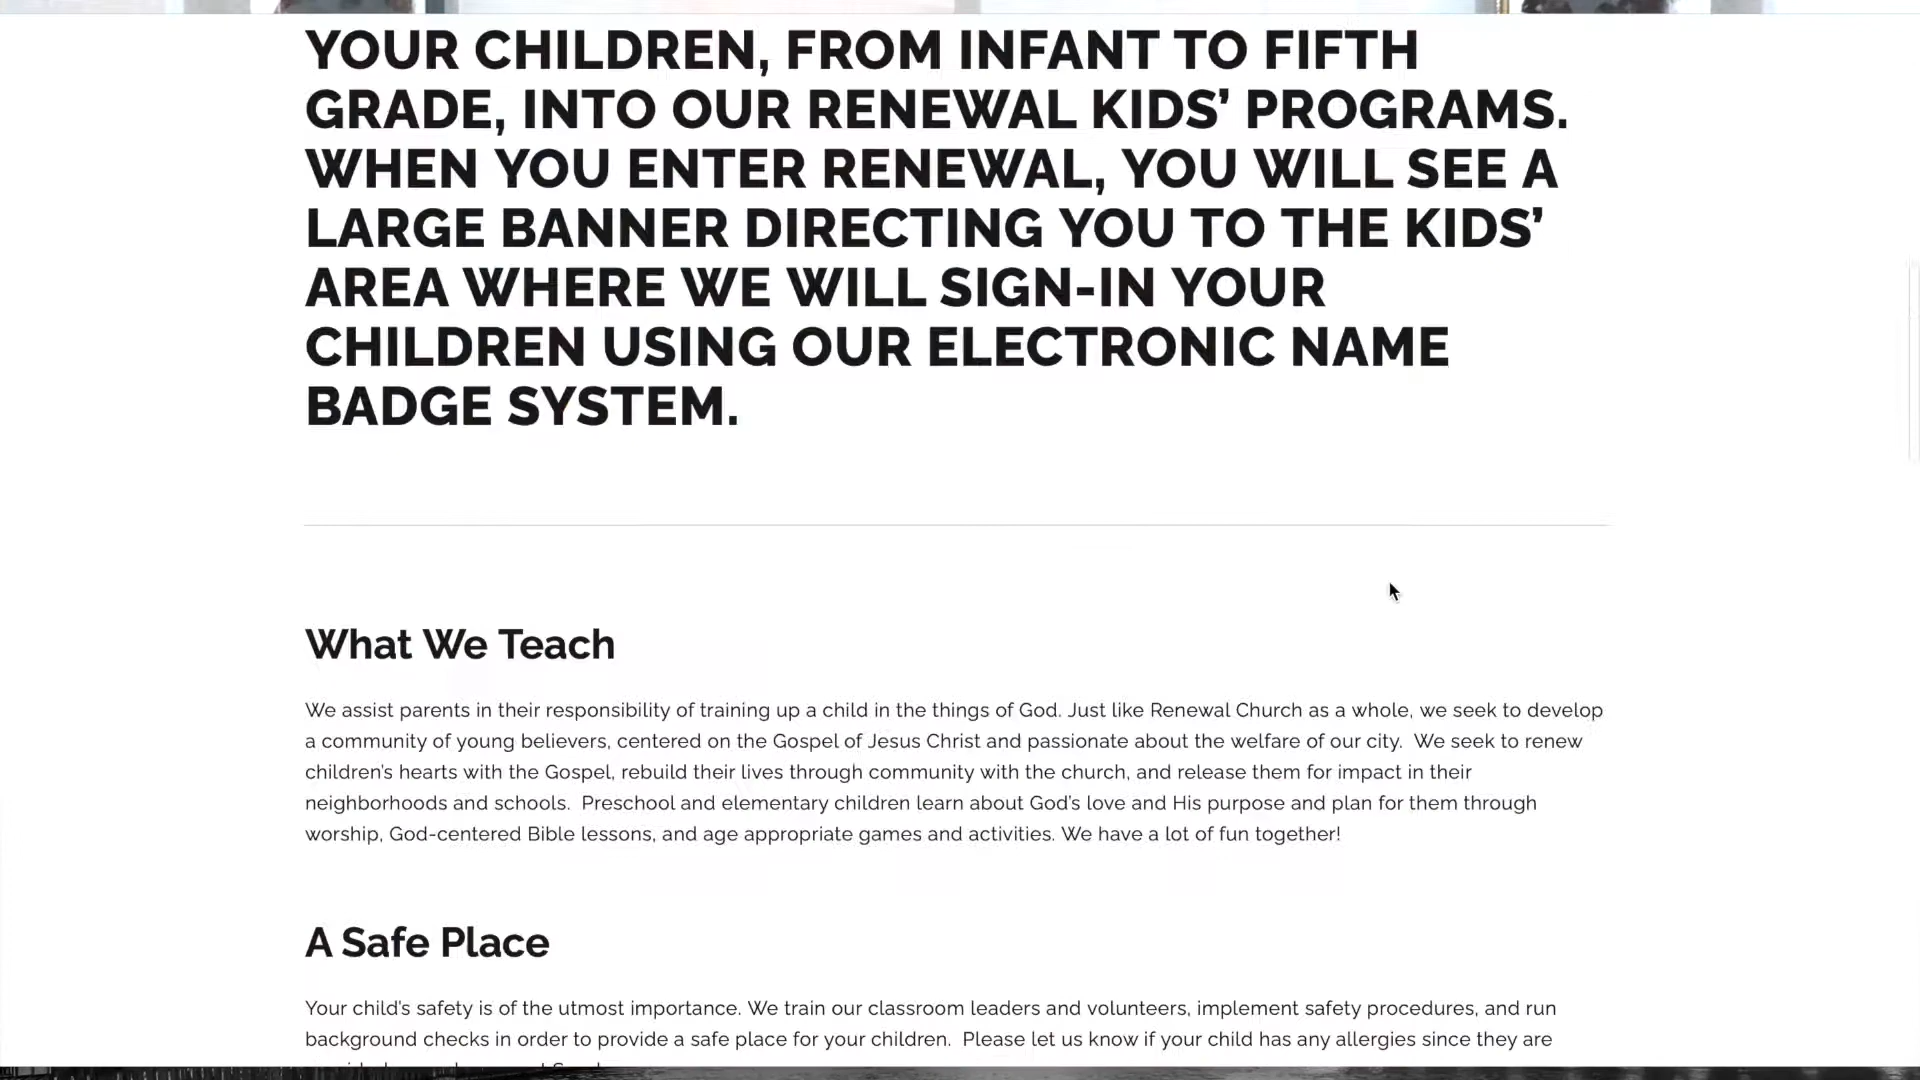 YOUR CHILDREN, FROM INFANT TO FIFTH
GRADE, INTO OUR RENEWAL KIDS’ PROGRAMS.
WHEN YOU ENTER RENEWAL, YOU WILL SEE A
LARGE BANNER DIRECTING YOU TO THE KIDS’
AREA WHERE WE WILL SIGN-IN YOUR
CHILDREN USING OUR ELECTRONIC NAME
BADGE SYSTEM.
What We Teach
We assist parents in their responsibility of training up a child in the things of God. Just like Renewal Church as a whole, we seek to develop
a community of young believers, centered on the Gospel of Jesus Christ and passionate about the welfare of our city.  We seek to renew
children’s hearts with the Gospel, rebuild their lives through community with the church, and release them for impact in their
neighborhoods and schools.  Preschool and elementary children learn about God’s love and His purpose and plan for them through
worship, God-centered Bible lessons, and age appropriate games and activities. We have a lot of fun together!
A Safe Place
Your child’s safety is of the utmost importance. We train our classroom leaders and volunteers, implement safety procedures, and run
background checks in order to provide a safe place for your children.  Please let us know if your child has any allergies since they are